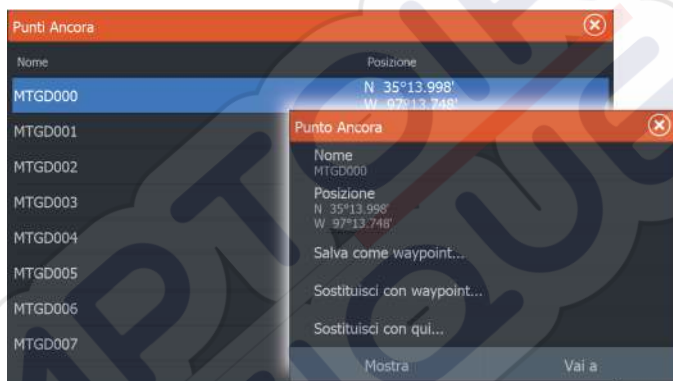 Punti Ancora
Nome Posizione
MTGD000 N 35°13.998'
W 97°13.748'
MTGD001
MTGD002
MTGD003
MTGD004
MTGD005
MTGD006
MTGD007
Punto Ancora
Nome
MTGD000
Posizione
N 35°13.998'
W 97°13.748'
Salva come waypoint...
Sostituisci con waypoint...
Sostituisci con qui...
Mostra Vai a